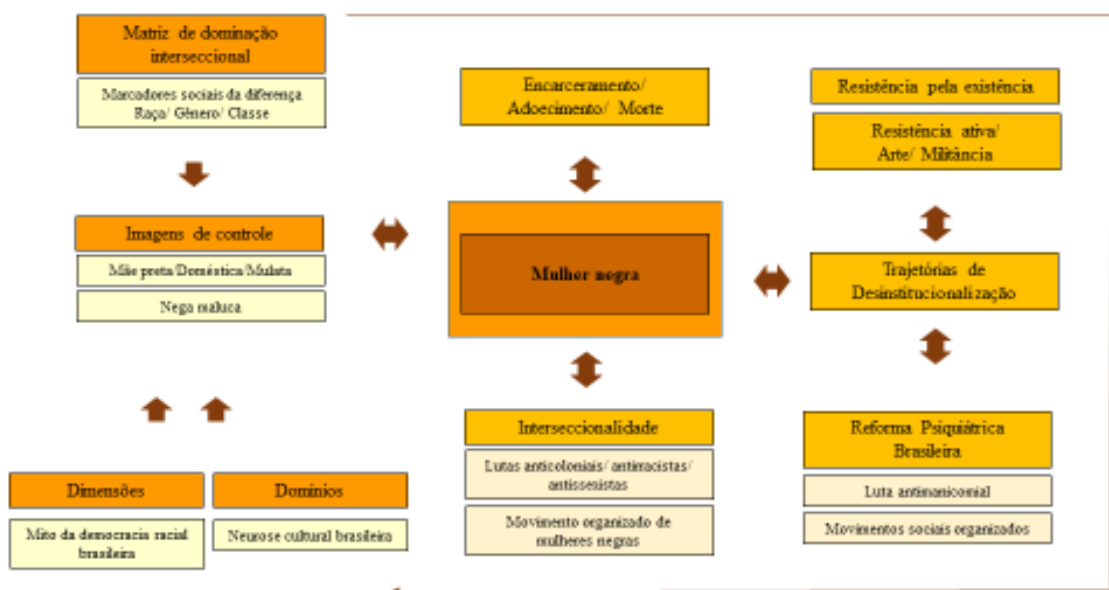 Matriz de dominação
interseccional
Marcadores sociais da diferença
Raça/ Gênero/ Classe
Imagens de controle
Mãe preta/Doméstica/Mulata
Nega maluca
Dimensões
Mito da democracia racial
brasileira
Domínios
Neurose cultural brasileira
Encarceramento/
Adoecimento/ Morte
Mulher negra
Interseccionalidade
Lutas anticoloniais/ antirracistas/
antissexistas
Movimento organizado de
mulheres negras
Resistência pela existência
Resistência ativa/
Arte/ Militância
Trajetórias de
Desinstitucionalização
Reforma Psiquiátrica
Brasileira
Luta antimanicomial
Movimentos sociais organizados